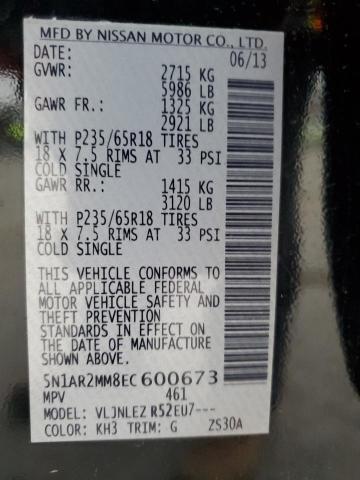 MFD BY NISSAN MOTOR CO., LTD.
DATE: 06/13
GVWR: 2715 KG
5986 LB
GAWR FR.: 1325 KG
2921 LB
WITH P235/65R18 TIRES
18 X 7.5 RIMS AT 33 PSI
COLD SINGLE
GAWR RR.: 1415 KG
3120 LB
WITH P235/65R18 TIRES
18 X 7.5 RIMS AT 33 PSI
COLD SINGLE
THIS VEHICLE CONFORMS TO
ALL APPLICABLE FEDERAL
MOTOR VEHICLE SAFETY AND
AND THEFT PREVENTION
STANDARDS IN EFFECT ON
THE DATE OF MANUFACTURE
SHOWN ABOVE.
5N1AR2MM8EC600673
MPV 461
MODEL: VLJNLEZ R52EU7---
COLOR: KH3 TRIM: G ZS30A